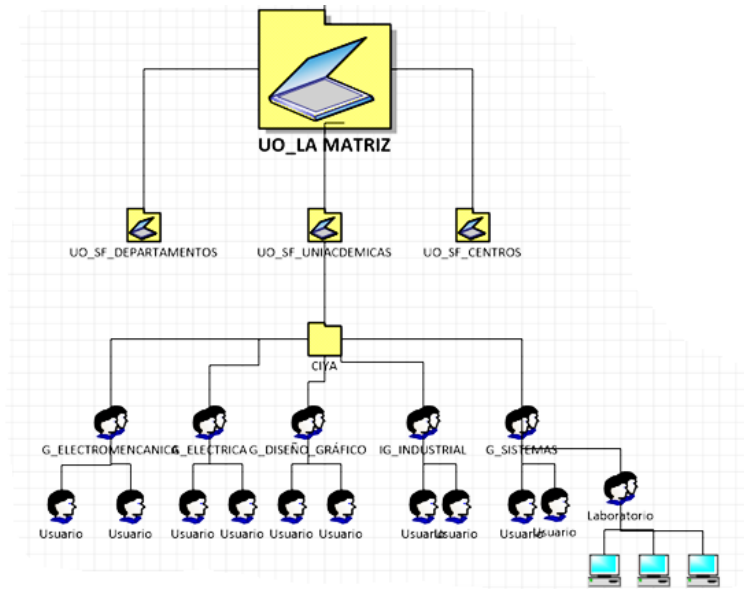 UO_LA MATRIZ
UO_SF_DEPARTAMENTOS UO_SF_UNIACDEMICAS UO_SF_CENTROS
CIYA
G_ELECTROMENCANICA G_ELECTRICA G_DISEÑO_GRÁFICO IG_INDUSTRIAL G_SISTEMAS
Laboratorio
Usuario Usuario Usuario Usuario Usuario Usuario Usuario Usuario Usuario Usuario